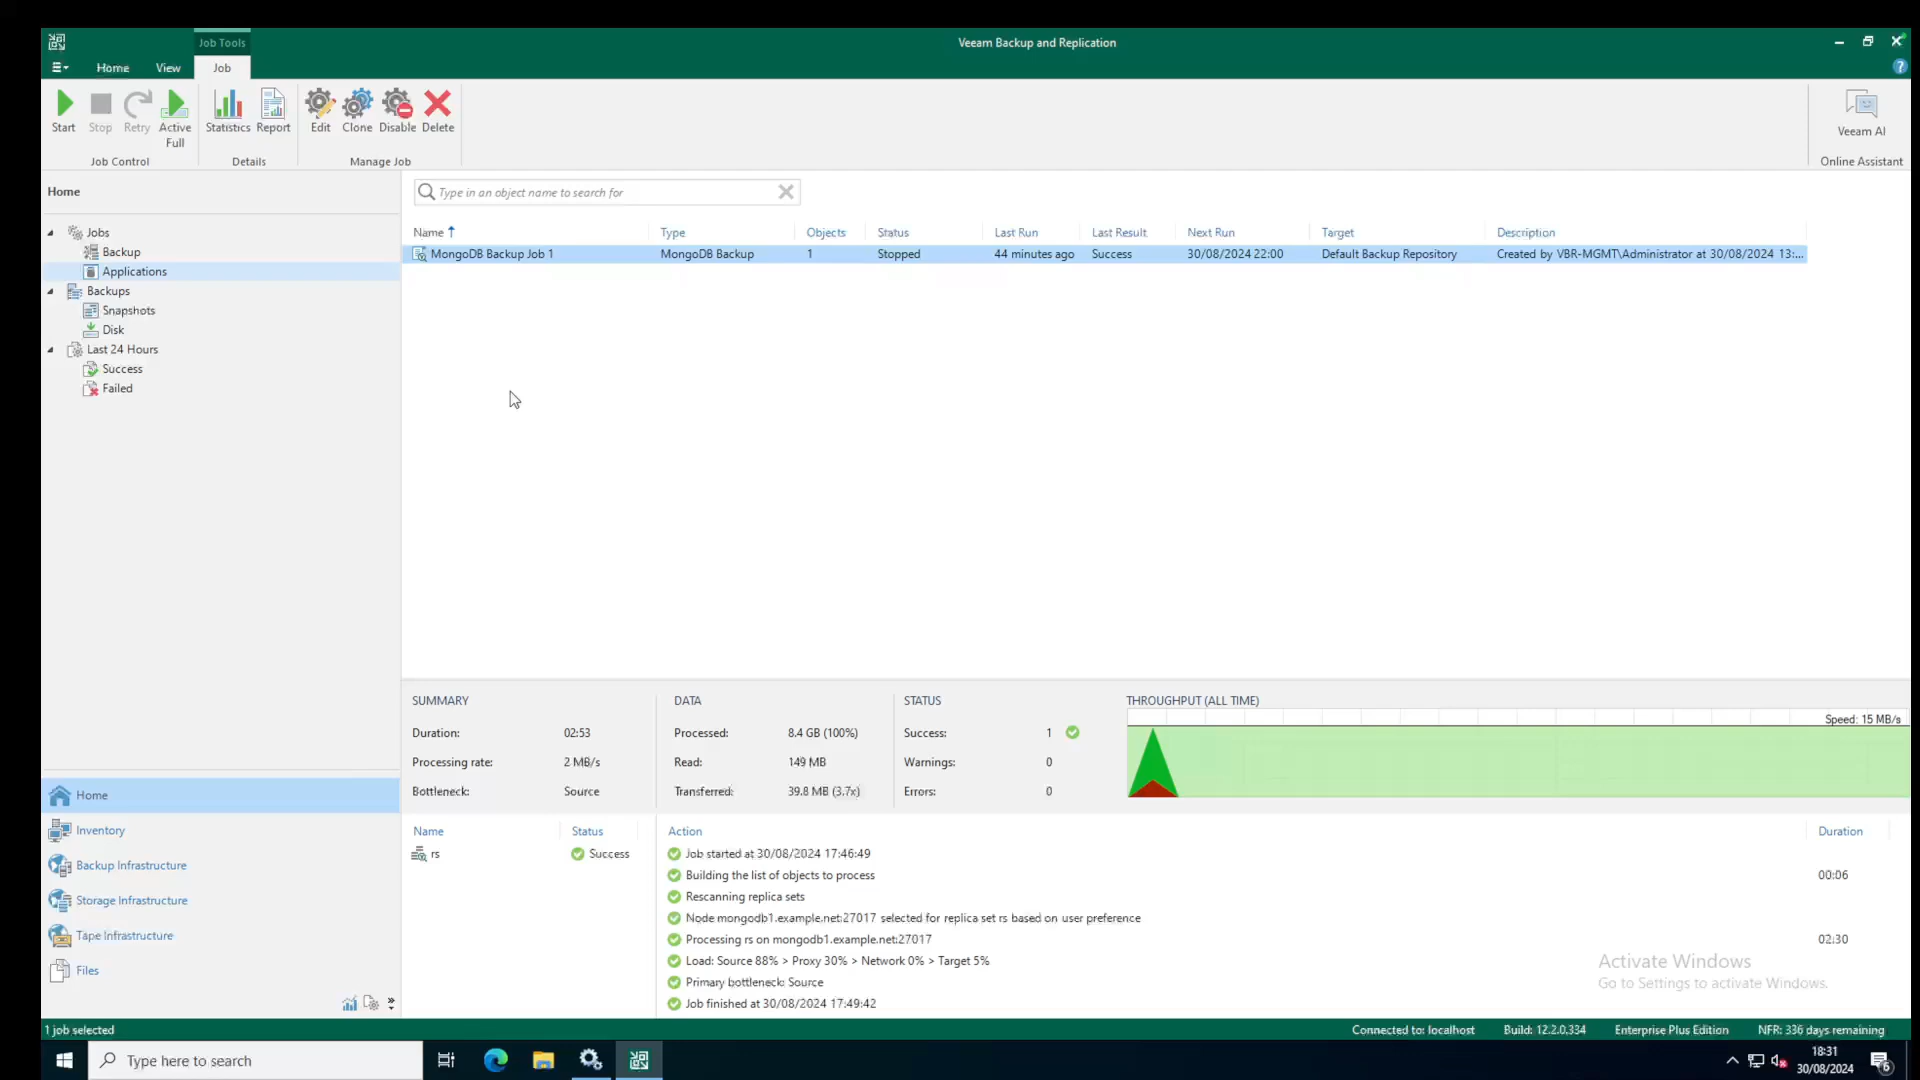 Job Tools
Veeam Backup and Replication
Home View Job
Start Stop Retry Active Full Statistics Report Edit Clone Disable Delete Veeam AI
Job Control Details Manage Job Online Assistant
Home
Type in an object name to search for
Jobs
Backup
Applications
Backups
Snapshots
Disk
Last 24 Hours
Success
Failed
Name Type Objects Status Last Run Last Result Next Run Target Description
MongoDB Backup Job 1 MongoDB Backup 1 Stopped 44 minutes ago Success 30/08/2024 22:00 Default Backup Repository Created by VBR-MGMT\Administrator at 30/08/2024 13:...
SUMMARY DATA STATUS THROUGHPUT (ALL TIME)
Speed: 15 MB/s
Duration: 02:53 Processed: 8.4 GB (100%) Success: 1
Processing rate: 2 MB/s Read: 149 MB Warnings: 0
Bottleneck: Source Transferred: 39.8 MB (3.7x) Errors: 0
Name Status Action Duration
rs Success Job started at 30/08/2024 17:46:49
Building the list of objects to process 00:06
Rescanning replica sets
Node mongodb1.example.net:27017 selected for replica set rs based on user preference
Processing rs on mongodb1.example.net:27017 02:30
Load: Source 88% > Proxy 30% > Network 0% > Target 5%
Primary bottleneck: Source
Job finished at 30/08/2024 17:49:42
Home
Inventory
Backup Infrastructure
Storage Infrastructure
Tape Infrastructure
Files
Activate Windows
Go to Settings to activate Windows.
1 job selected Connected to: localhost Build: 12.2.0.334 Enterprise Plus Edition NFR: 336 days remaining
Type here to search
18:31
30/08/2024
6